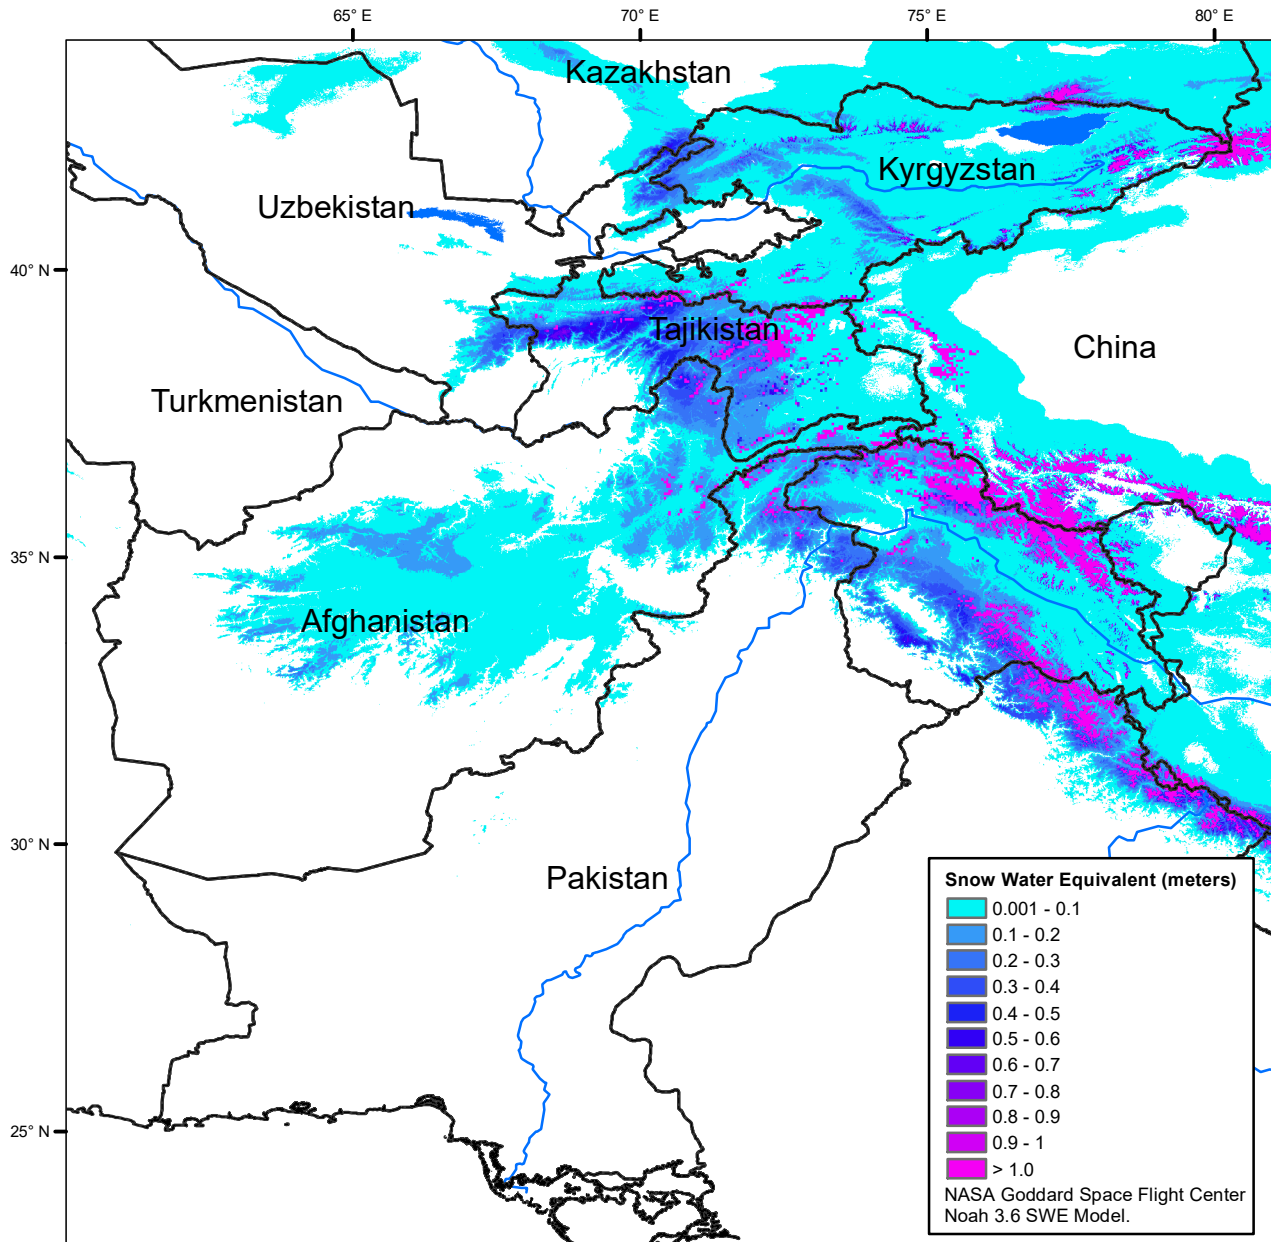 65° E
70° E
75° E
80° E
Kazakhstan
Kyrgyzstan
Uzbekistan
40° N
Tajikistan
China
Turkmenistan
35° N
Afghanistan
30° N
Pakistan
25° N
Snow Water Equivalent (meters)
0.001 - 0.1
0.1 - 0.2
0.2 - 0.3
0.3 - 0.4
0.4 - 0.5
0.5 - 0.6
0.6 - 0.7
0.7 - 0.8
0.8 - 0.9
0.9 - 1
> 1.0
NASA Goddard Space Flight Center
Noah 3.6 SWE Model.